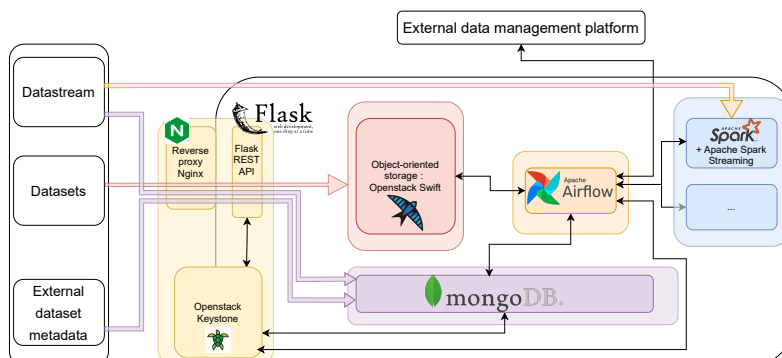 External data management platform
Datastream
Flask
web development,
one drop at a time
Reverse
proxy
Nginx
Flask
REST
API
APACHE
Spark
+ Apache Spark
Streaming
Datasets
Object-oriented
storage :
Openstack Swift
Apache
Airflow
...
External
dataset
metadata
Openstack
Keystone
mongoDB.